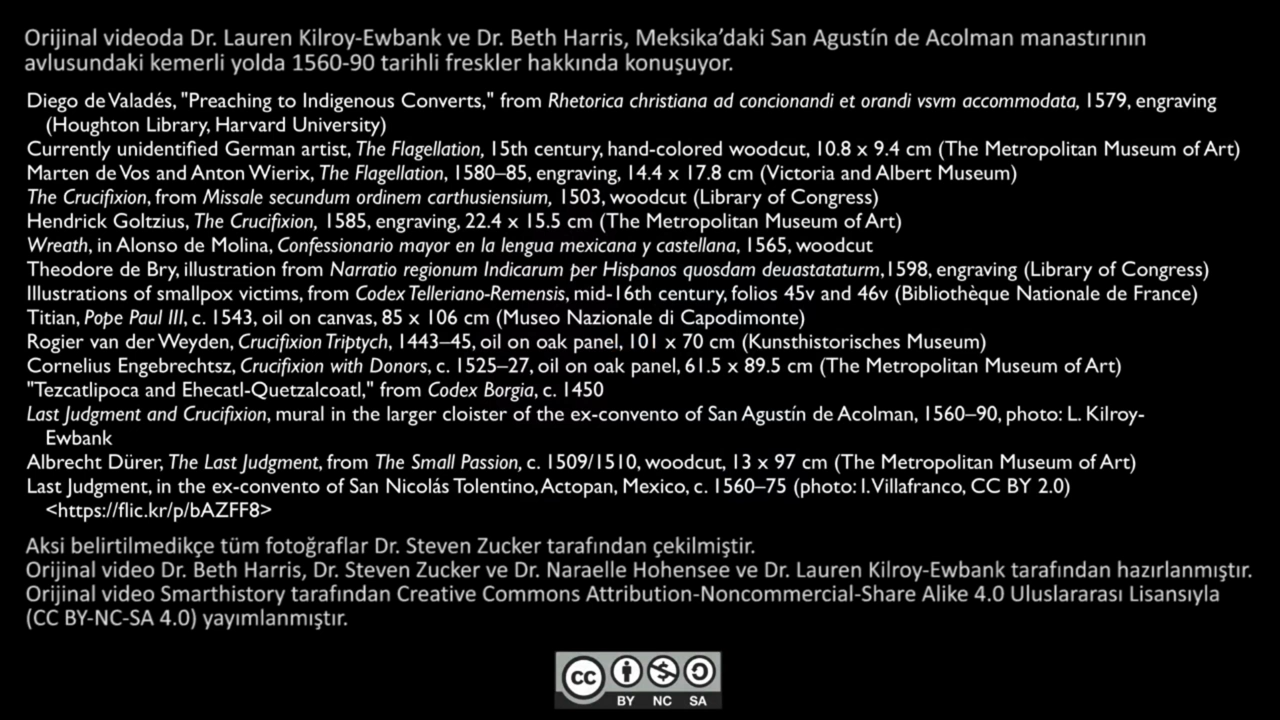 Orijinal videoda Dr. Lauren Kilroy-Ewbank ve Dr. Beth Harris, Meksika’daki San Agustín de Acolman manastırının
avlusundaki kemerli yolda 1560-90 tarihli freskler hakkında konuşuyor.
Diego de Valadés, "Preaching to Indigenous Converts," from Rhetorica christiana ad concionandi et orandi vsvm accommodata, 1579, engraving
(Houghton Library, Harvard University)
Currently unidentified German artist, The Flagellation, 15th century, hand-colored woodcut, 10.8 x 9.4 cm (The Metropolitan Museum of Art)
Marten de Vos and Anton Wierix, The Flagellation, 1580–85, engraving, 14.4 x 17.8 cm (Victoria and Albert Museum)
The Crucifixion, from Missale secundum ordinem carthusiensium, 1503, woodcut (Library of Congress)
Hendrick Goltzius, The Crucifixion, 1585, engraving, 22.4 x 15.5 cm (The Metropolitan Museum of Art)
Wreath, in Alonso de Molina, Confessionario mayor en la lengua mexicana y castellana, 1565, woodcut
Theodore de Bry, illustration from Narratio regionum Indicarum per Hispanos quosdam deuastataturm,1598, engraving (Library of Congress)
Illustrations of smallpox victims, from Codex Telleriano-Remensis, mid-16th century, folios 45v and 46v (Bibliothèque Nationale de France)
Titian, Pope Paul III, c. 1543, oil on canvas, 85 x 106 cm (Museo Nazionale di Capodimonte)
Rogier van der Weyden, Crucifixion Triptych, 1443–45, oil on oak panel, 101 x 70 cm (Kunsthistorisches Museum)
Cornelius Engebrechtsz, Crucifixion with Donors, c. 1525–27, oil on oak panel, 61.5 x 89.5 cm (The Metropolitan Museum of Art)
"Tezcatlipoca and Ehecatl-Quetzalcoatl," from Codex Borgia, c. 1450
Last Judgment and Crucifixion, mural in the larger cloister of the ex-convento of San Agustín de Acolman, 1560–90, photo: L. Kilroy-
Ewbank
Albrecht Dürer, The Last Judgment, from The Small Passion, c. 1509/1510, woodcut, 13 x 97 cm (The Metropolitan Museum of Art)
Last Judgment, in the ex-convento of San Nicolás Tolentino, Actopan, Mexico, c. 1560–75 (photo: I. Villafranco, CC BY 2.0)
<https://flic.kr/p/bAZFF8>
Aksi belirtilmedikçe tüm fotoğraflar Dr. Steven Zucker tarafından çekilmiştir.
Orijinal video Dr. Beth Harris, Dr. Steven Zucker ve Dr. Naraelle Hohensee ve Dr. Lauren Kilroy-Ewbank tarafından hazırlanmıştır.
Orijinal video Smarthistory tarafından Creative Commons Attribution-Noncommercial-Share Alike 4.0 Uluslararası Lisansıyla
(CC BY-NC-SA 4.0) yayımlanmıştır.
cc
BY NC SA